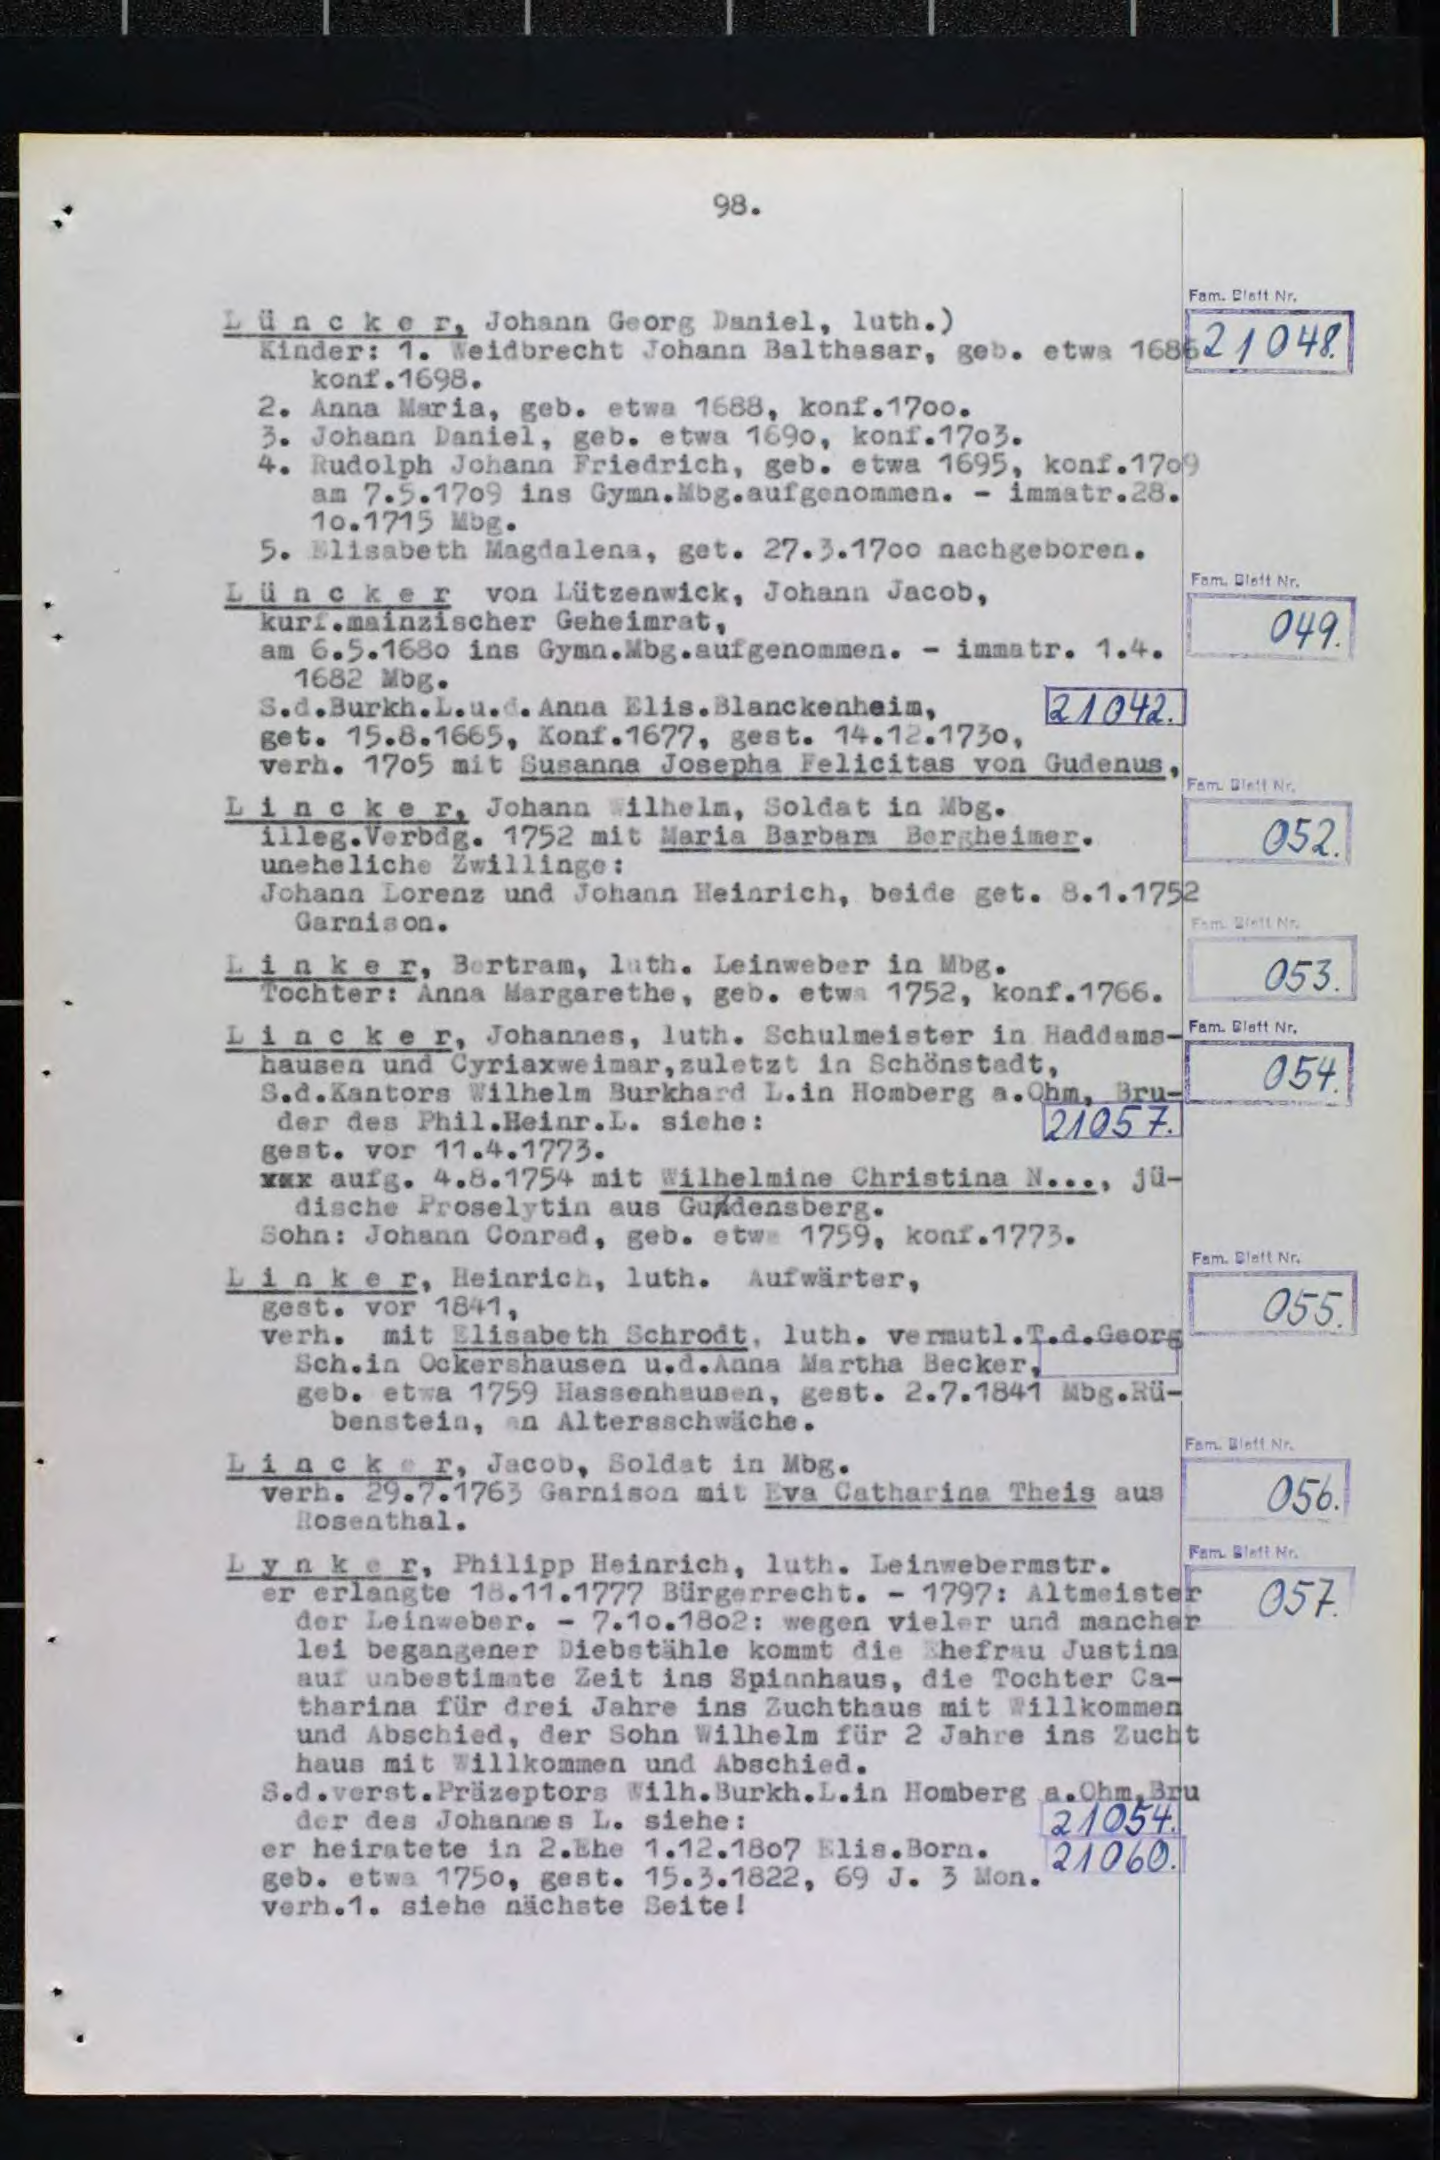 98.
Fam. Blatt Nr.
L ü n c k e r, Johann Georg Daniel, luth.)
21048.
Kinder: 1. Weidbrecht Johann Balthasar, geb. etwa 1686
konf.1698.
2. Anna Maria, geb. etwa 1688, konf.17oo.
3. Johann Daniel, geb. etwa 169o, konf.17o3.
4. Rudolph Johann Friedrich, geb. etwa 1695, konf.17o9
am 7.5.17o9 ins Gymn.Mbg.aufgenommen. - immatr.28.
1o.1715 Mbg.
5. Elisabeth Magdalena, get. 27.3.17oo nachgeboren.
Fam. Blatt Nr.
L ü n c k e r von Lützenwick, Johann Jacob,
049.
kurf.mainzischer Geheimrat,
am 6.5.168o ins Gymn.Mbg.aufgenommen. - immatr. 1.4.
1682 Mbg.
S.d.Burkh.L.u.d.Anna Elis.Blanckenheim, 21042.
get. 15.8.1665, Konf.1677, gest. 14.12.173o,
verh. 17o5 mit Susanna Josepha Felicitas von Gudenus,
Fam. Blatt Nr.
L i n c k e r, Johann Wilhelm, Soldat in Mbg.
052.
illeg.Verbdg. 1752 mit Maria Barbara Bergheimer.
uneheliche Zwillinge:
Johann Lorenz und Johann Heinrich, beide get. 8.1.1752
Garnison.
Fam. Blatt Nr.
L i n k e r, Bertram, luth. Leinweber in Mbg.
053.
Tochter: Anna Margarethe, geb. etwa 1752, konf.1766.
Fam. Blatt Nr.
L i n c k e r, Johannes, luth. Schulmeister in Haddams-
054.
hausen und Cyriaxweimar,zuletzt in Schönstadt,
S.d.Kantors Wilhelm Burkhard L.in Homberg a.Ohm, Bru-
der des Phil.Heinr.L. siehe: 21057.
gest. vor 11.4.1773.
xxx aufg. 4.8.1754 mit Wilhelmine Christina N..., jü-
dische Proselytin aus Gudensberg.
Sohn: Johann Conrad, geb. etwa 1759, konf.1773.
Fam. Blatt Nr.
L i n k e r, Heinrich, luth. Aufwärter,
055.
gest. vor 1841,
verh. mit Elisabeth Schrodt, luth. vermutl.T.d.Georg
Sch.in Ockershausen u.d.Anna Martha Becker,
geb. etwa 1759 Hassenhausen, gest. 2.7.1841 Mbg.Rü-
benstein, an Altersschwäche.
Fam. Blatt Nr.
L i n c k e r, Jacob, Soldat in Mbg.
056.
verh. 29.7.1763 Garnison mit Eva Catharina Theis aus
Rosenthal.
Fam. Blatt Nr.
L y n k e r, Philipp Heinrich, luth. Leinwebermstr.
057.
er erlangte 18.11.1777 Bürgerrecht. - 1797: Altmeister
der Leinweber. - 7.1o.18o2: wegen vieler und mancher
lei begangener Diebstähle kommt die Ehefrau Justina
auf unbestimmte Zeit ins Spinnhaus, die Tochter Ca-
tharina für drei Jahre ins Zuchthaus mit Willkommen
und Abschied, der Sohn Wilhelm für 2 Jahre ins Zucht
haus mit Willkommen und Abschied.
S.d.verst.Präzeptors Wilh.Burkh.L.in Homberg a.Ohm,Bru
der des Johannes L. siehe: 21054.
er heiratete in 2.Ehe 1.12.18o7 Elis.Born. 21060.
geb. etwa 175o, gest. 15.3.1822, 69 J. 3 Mon.
verh.1. siehe nächste Seite!